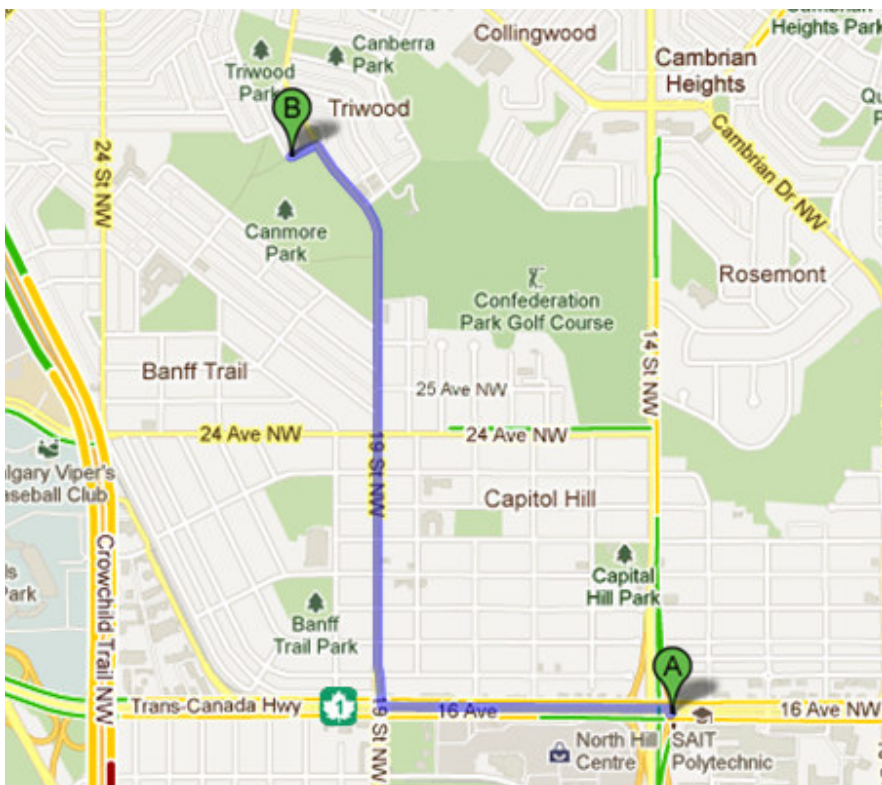 Cambrian
Heights Park
Canberra
Park
Collingwood
Cambrian
Heights
Triwood
Park
B
Triwood
24 St NW
Cambrian Dr NW
Canmore
Park
Rosemont
Confederation
Park Golf Course
14 St NW
Banff Trail
25 Ave NW
24 Ave NW
19 St NW
24 Ave NW
algary Viper's
aseball Club
Capitol Hill
Crowchild Trail NW
Park
Capital
Hill Park
Banff
Trail Park
A
Trans-Canada Hwy
1
16 Ave
16 Ave NW
19 St NW
North Hill
Centre
SAIT
Polytechnic